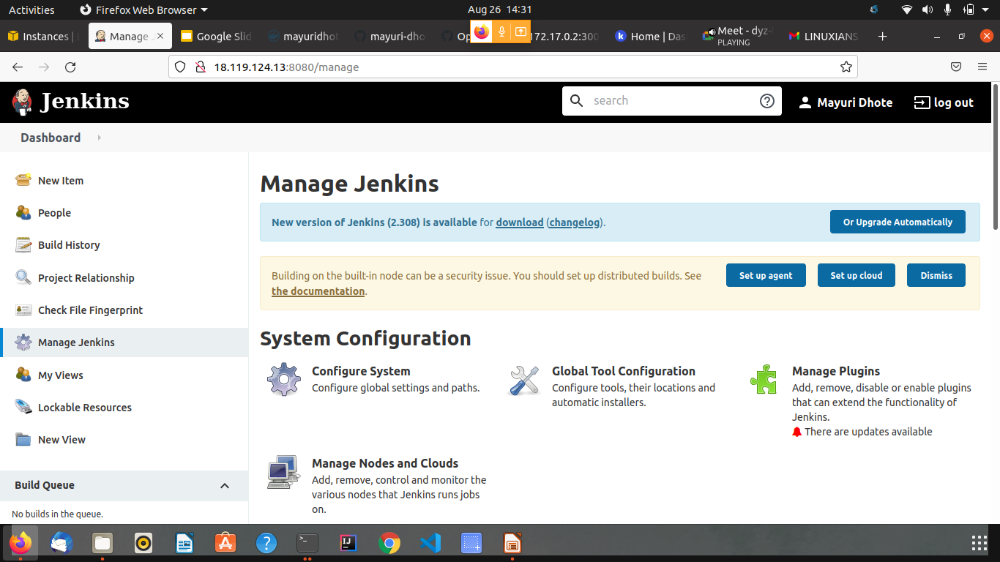 Activities
Firefox Web Browser
Aug 26 14:31
Instances |
Manage J
Google Slid
mayuridhot
mayuri-dho
Op
172.17.0.2:300
Home | Das
Meet - dyz-
PLAYING
LINUXIANS
18.119.124.13:8080/manage
Jenkins
search
Mayuri Dhote
log out
Dashboard
New Item
People
Build History
Project Relationship
Check File Fingerprint
Manage Jenkins
My Views
Lockable Resources
New View
Build Queue
No builds in the queue.
Manage Jenkins
New version of Jenkins (2.308) is available for download (changelog).
Or Upgrade Automatically
Building on the built-in node can be a security issue. You should set up distributed builds. See
the documentation.
Set up agent
Set up cloud
Dismiss
System Configuration
Configure System
Configure global settings and paths.
Global Tool Configuration
Configure tools, their locations and
automatic installers.
Manage Plugins
Add, remove, disable or enable plugins
that can extend the functionality of
Jenkins.
There are updates available
Manage Nodes and Clouds
Add, remove, control and monitor the
various nodes that Jenkins runs jobs
on.